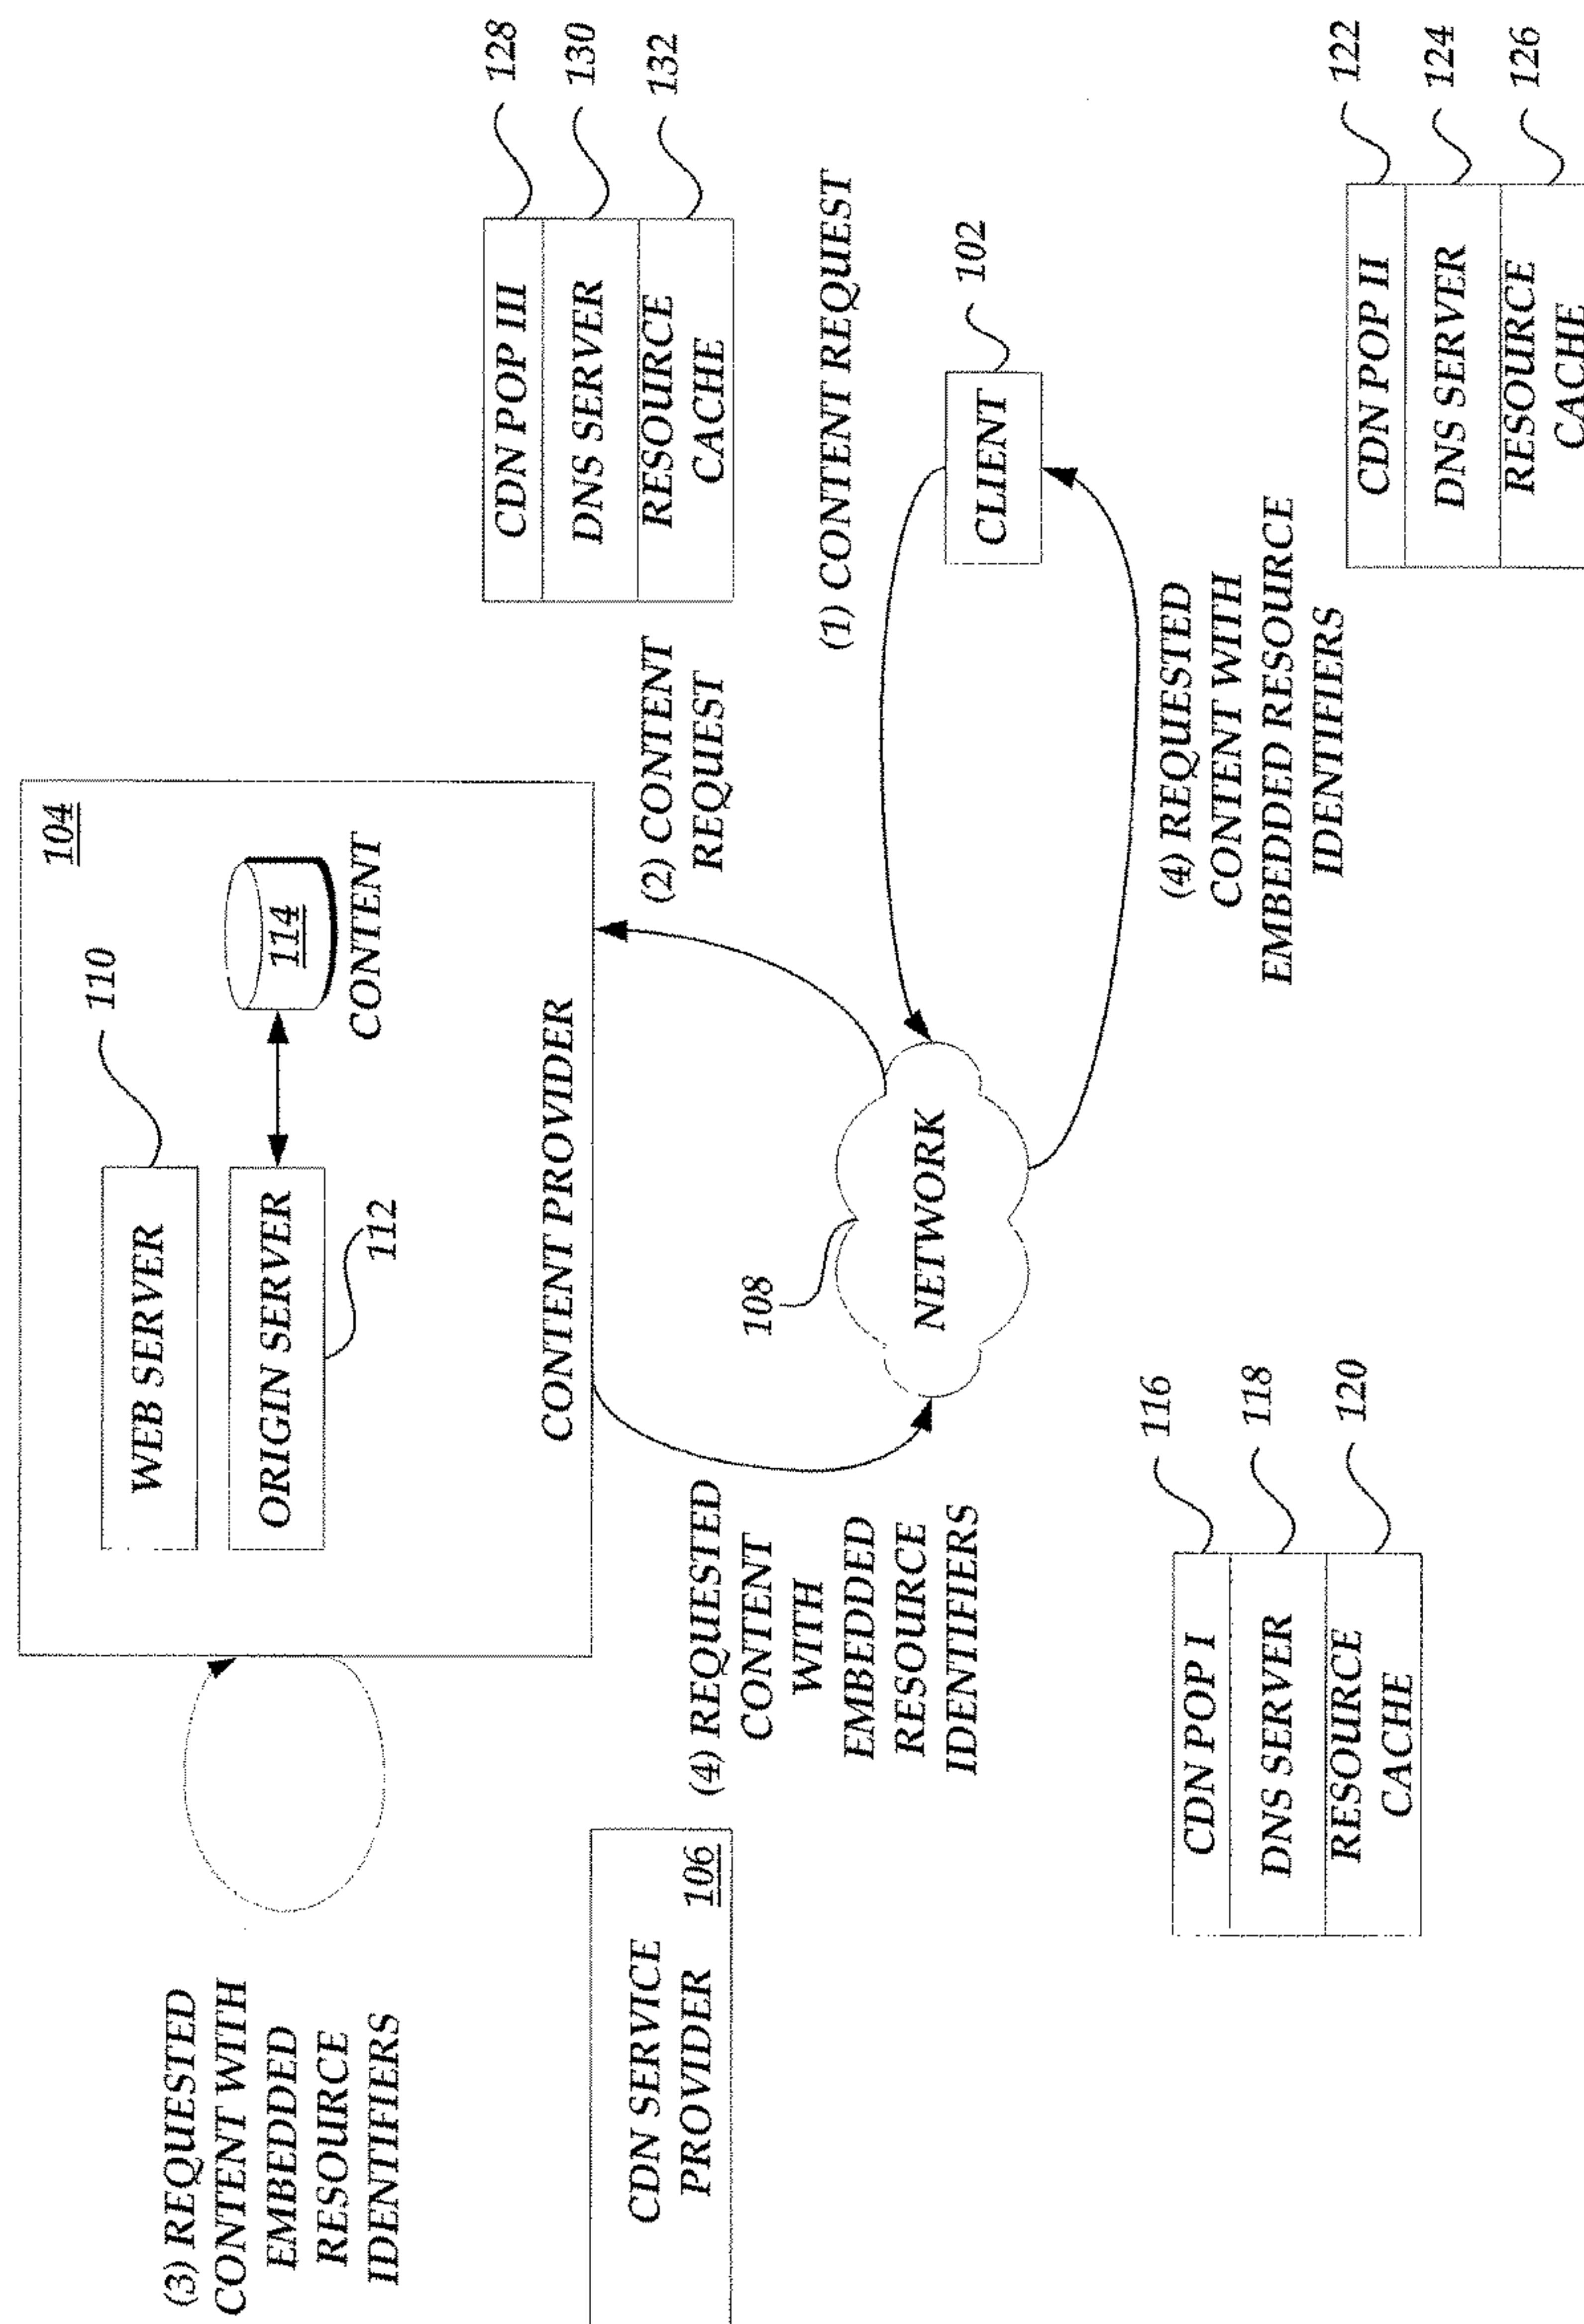 (3) REQUESTED
CONTENT WITH
EMBEDDED
RESOURCE
IDENTIFIERS
104
WEB SERVER
110
ORIGIN SERVER
112
114
CONTENT
CONTENT PROVIDER
CDN SERVICE
PROVIDER
106
(4) REQUESTED
CONTENT
WITH
EMBEDDED
RESOURCE
IDENTIFIERS
(2) CONTENT
REQUEST
CDN POP III
128
DNS SERVER
130
RESOURCE
CACHE
132
108
NETWORK
(1) CONTENT REQUEST
CLIENT
102
(4) REQUESTED
CONTENT WITH
EMBEDDED RESOURCE
IDENTIFIERS
CDN POP I
116
DNS SERVER
118
RESOURCE
CACHE
120
CDN POP II
122
DNS SERVER
124
RESOURCE
CACHE
126